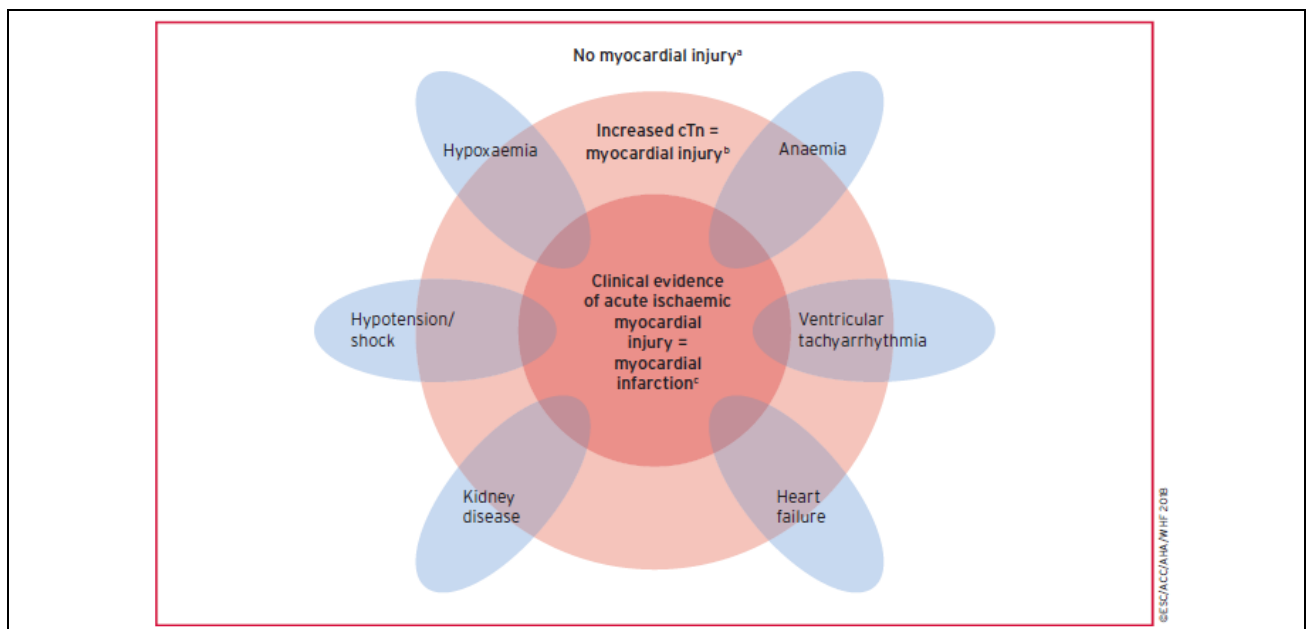 No myocardial injuryᵃ
Increased cTn =
myocardial injuryᵇ
Hypoxaemia
Anaemia
Clinical evidence
of acute ischaemic
myocardial
injury =
myocardial
infarctionᶜ
Hypotension/
shock
Ventricular
tachyarrhythmia
Kidney
disease
Heart
failure
©ESC/ACC/AHA/WHF 2018